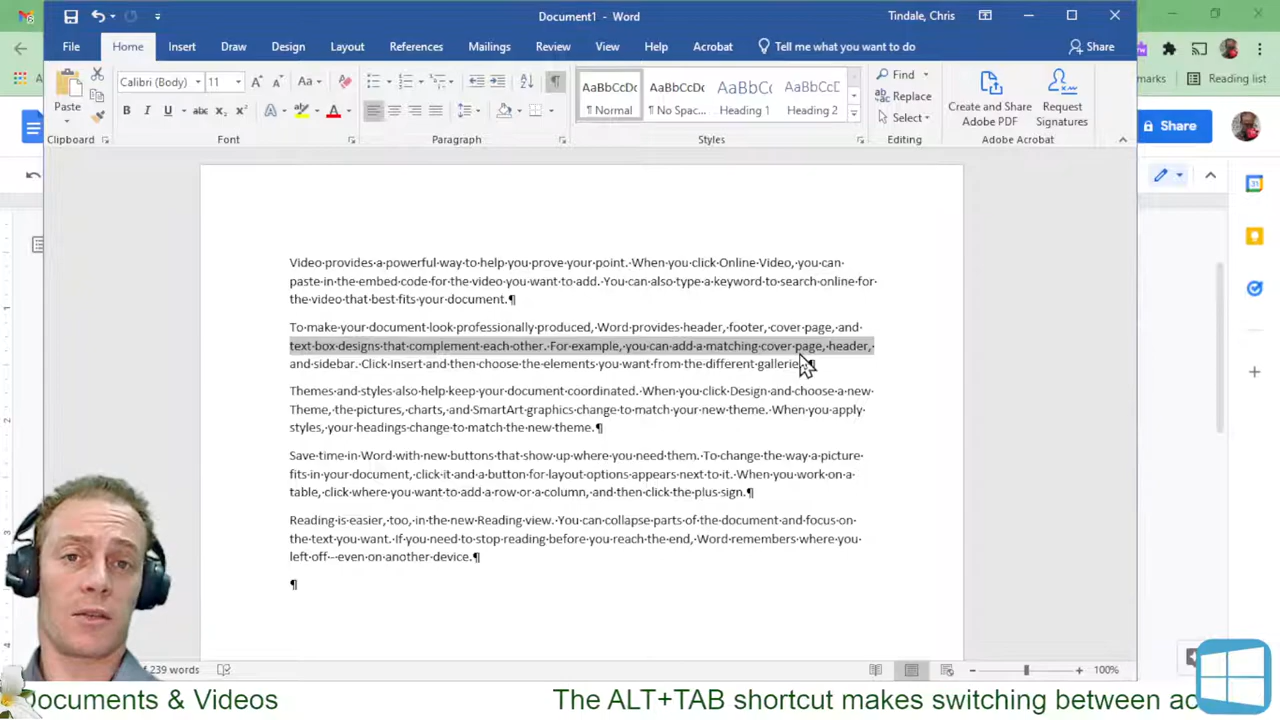 Document1 - Word
Tindale, Chris
File Home Insert Draw Design Layout References Mailings Review View Help Acrobat Tell me what you want to do Share
Reading list
Paste
Calibri (Body) 11
AaBbCcDc AaBbCcDc AaBbCc AaBbCcD
¶ Normal ¶ No Spac... Heading 1 Heading 2
Find
Replace
Select
Create and Share
Adobe PDF
Request
Signatures
Share
Clipboard Font Paragraph Styles Editing Adobe Acrobat
Video·provides·a·powerful·way·to·help·you·prove·your·point.·When·you·click·Online·Video,·you·can·
paste·in·the·embed·code·for·the·video·you·want·to·add.·You·can·also·type·a·keyword·to·search·online·for·
the·video·that·best·fits·your·document.¶
To·make·your·document·look·professionally·produced,·Word·provides·header,·footer,·cover·page,·and·
text·box·designs·that·complement·each·other.·For·example,·you·can·add·a·matching·cover·page,·header,·
and·sidebar.·Click·Insert·and·then·choose·the·elements·you·want·from·the·different·gallerie ¶
Themes·and·styles·also·help·keep·your·document·coordinated.·When·you·click·Design·and·choose·a·new·
Theme,·the·pictures,·charts,·and·SmartArt·graphics·change·to·match·your·new·theme.·When·you·apply·
styles,·your·headings·change·to·match·the·new·theme.¶
Save·time·in·Word·with·new·buttons·that·show·up·where·you·need·them.·To·change·the·way·a·picture·
fits·in·your·document,·click·it·and·a·button·for·layout·options·appears·next·to·it.·When·you·work·on·a·
table,·click·where·you·want·to·add·a·row·or·a·column,·and·then·click·the·plus·sign.¶
Reading·is·easier,·too,·in·the·new·Reading·view.·You·can·collapse·parts·of·the·document·and·focus·on·
the·text·you·want.·If·you·need·to·stop·reading·before·you·reach·the·end,·Word·remembers·where·you·
left·off·-·even·on·another·device.¶
¶
of 239 words
100%
Documents & Videos
The ALT+TAB shortcut makes switching between ac